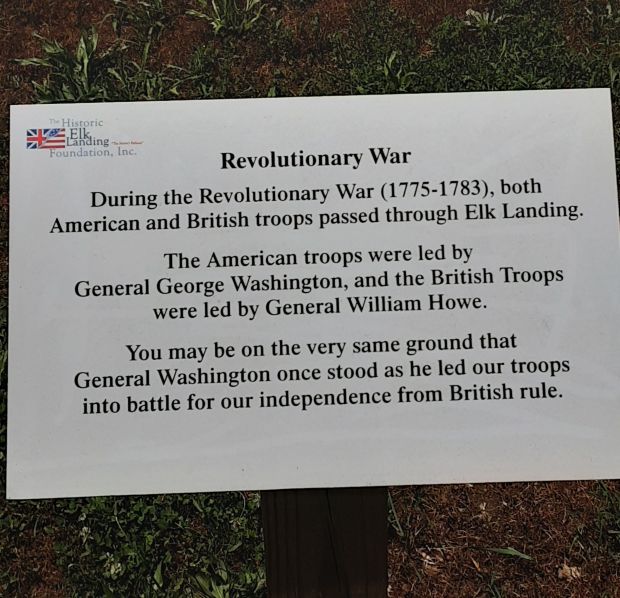 The Historic
Elk
Landing
Foundation, Inc.
Revolutionary War
During the Revolutionary War (1775-1783), both
American and British troops passed through Elk Landing.
The American troops were led by
General George Washington, and the British Troops
were led by General William Howe.
You may be on the very same ground that
General Washington once stood as he led our troops
into battle for our independence from British rule.